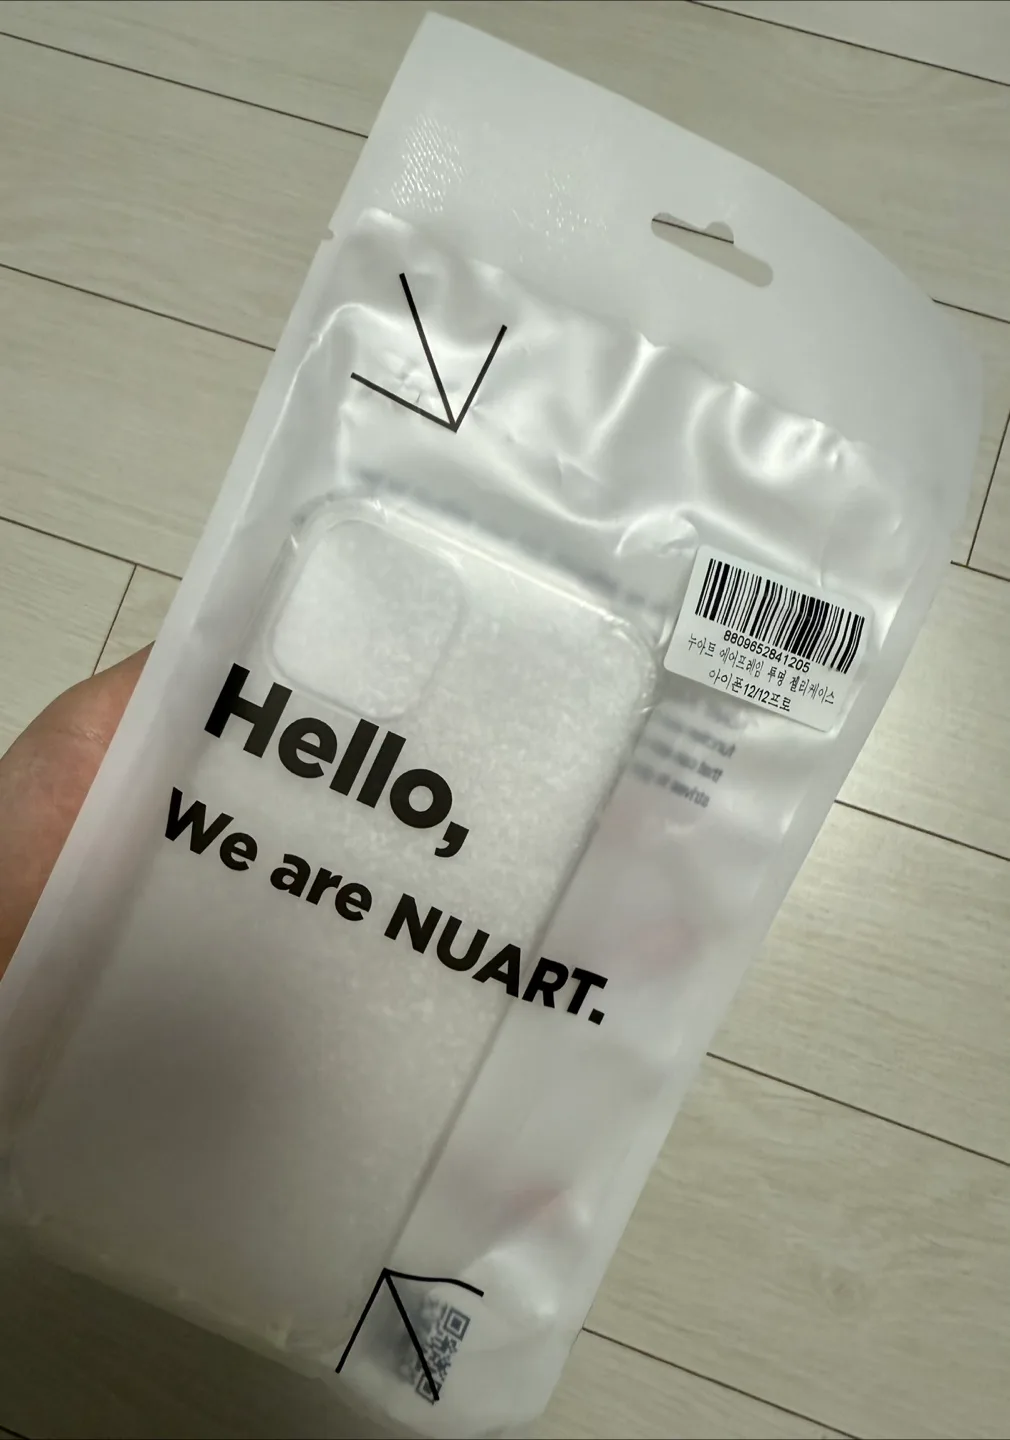 8809652841205
누아트 에어프레임 투명 젤리케이스
아이폰12/12프로
Hello,
We are NUART.